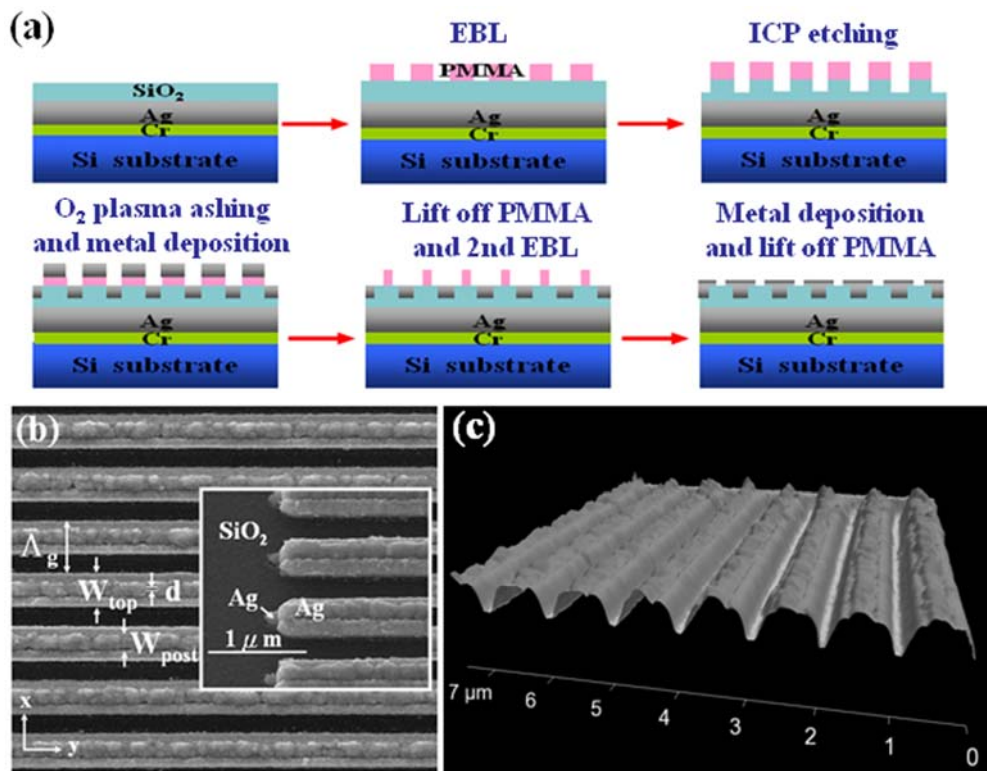 (a)
EBL
ICP etching
SiO₂
Ag
Cr
Si substrate
PMMA
Ag
Cr
Si substrate
Ag
Cr
Si substrate
O₂ plasma ashing
and metal deposition
Lift off PMMA
and 2nd EBL
Metal deposition
and lift off PMMA
Ag
Cr
Si substrate
Ag
Cr
Si substrate
Ag
Cr
Si substrate
(b)
Λ̄g
Wtop
d
Wpost
x
y
SiO₂
Ag
Ag
1 μm
(c)
7 μm
6
5
4
3
2
1
0